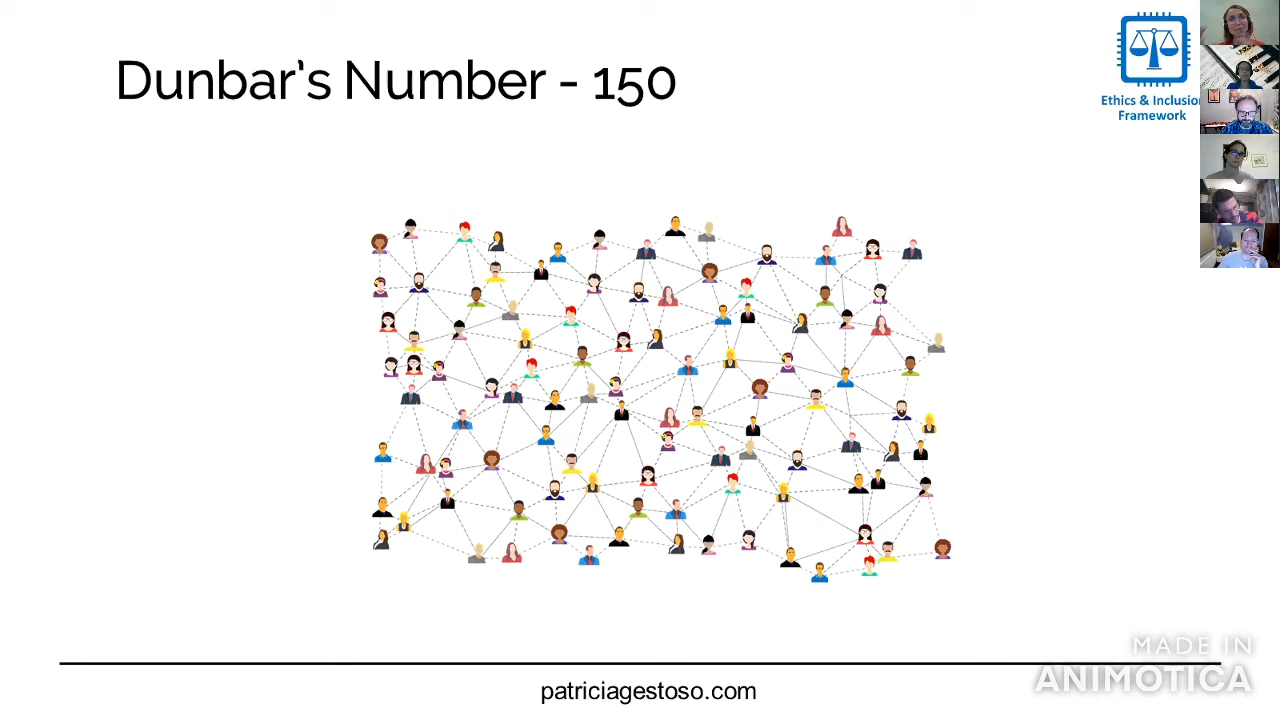 Dunbar's Number - 150
Ethics & Inclusio
Framework
patriciagestoso.com
MADE IN
ANIMOTICA